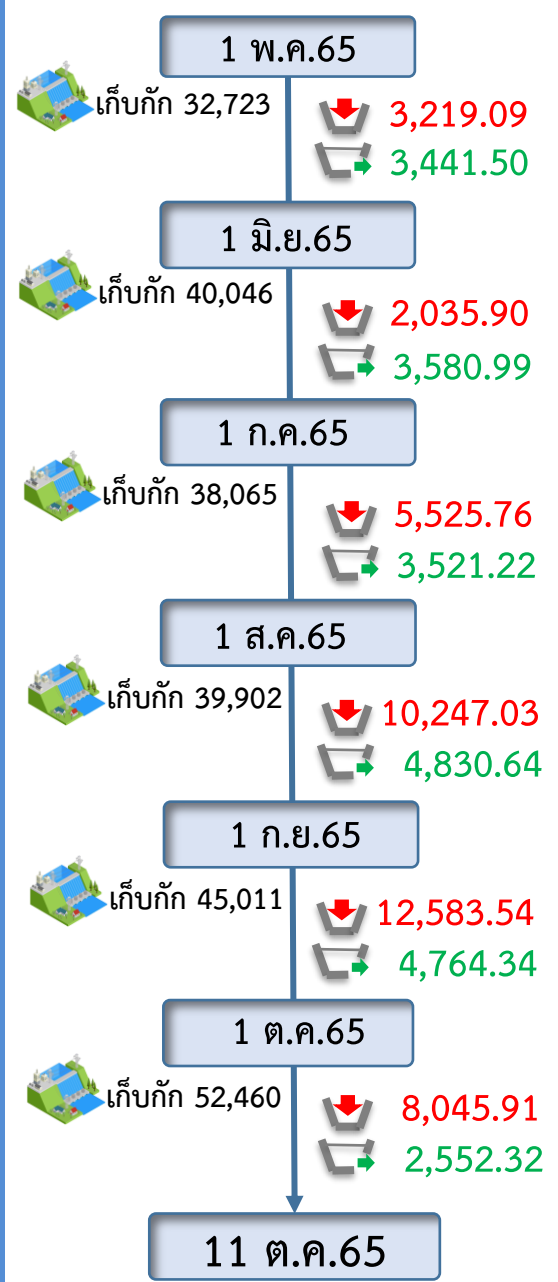 1 พ.ค.65
เก็บกัก 32,723
3,219.09
3,441.50
1 มิ.ย.65
เก็บกัก 40,046
2,035.90
3,580.99
1 ก.ค.65
เก็บกัก 38,065
5,525.76
3,521.22
1 ส.ค.65
เก็บกัก 39,902
10,247.03
4,830.64
1 ก.ย.65
เก็บกัก 45,011
12,583.54
4,764.34
1 ต.ค.65
เก็บกัก 52,460
8,045.91
2,552.32
11 ต.ค.65